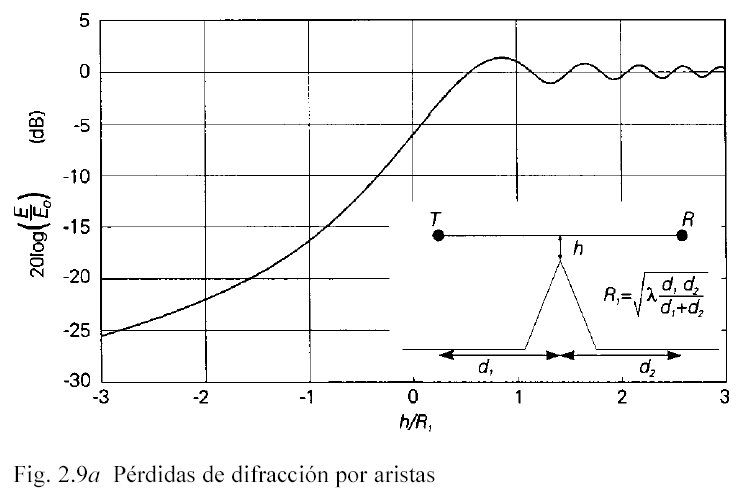 5
0
-5
-10
-15
-20
-25
-30
20log(E/E₀) (dB)
-3
-2
-1
0
1
2
3
h/R₁
T
R
h
R₁=√λ d₁ d₂/d₁+d₂
d₁
d₂
Fig. 2.9a Pérdidas de difracción por aristas